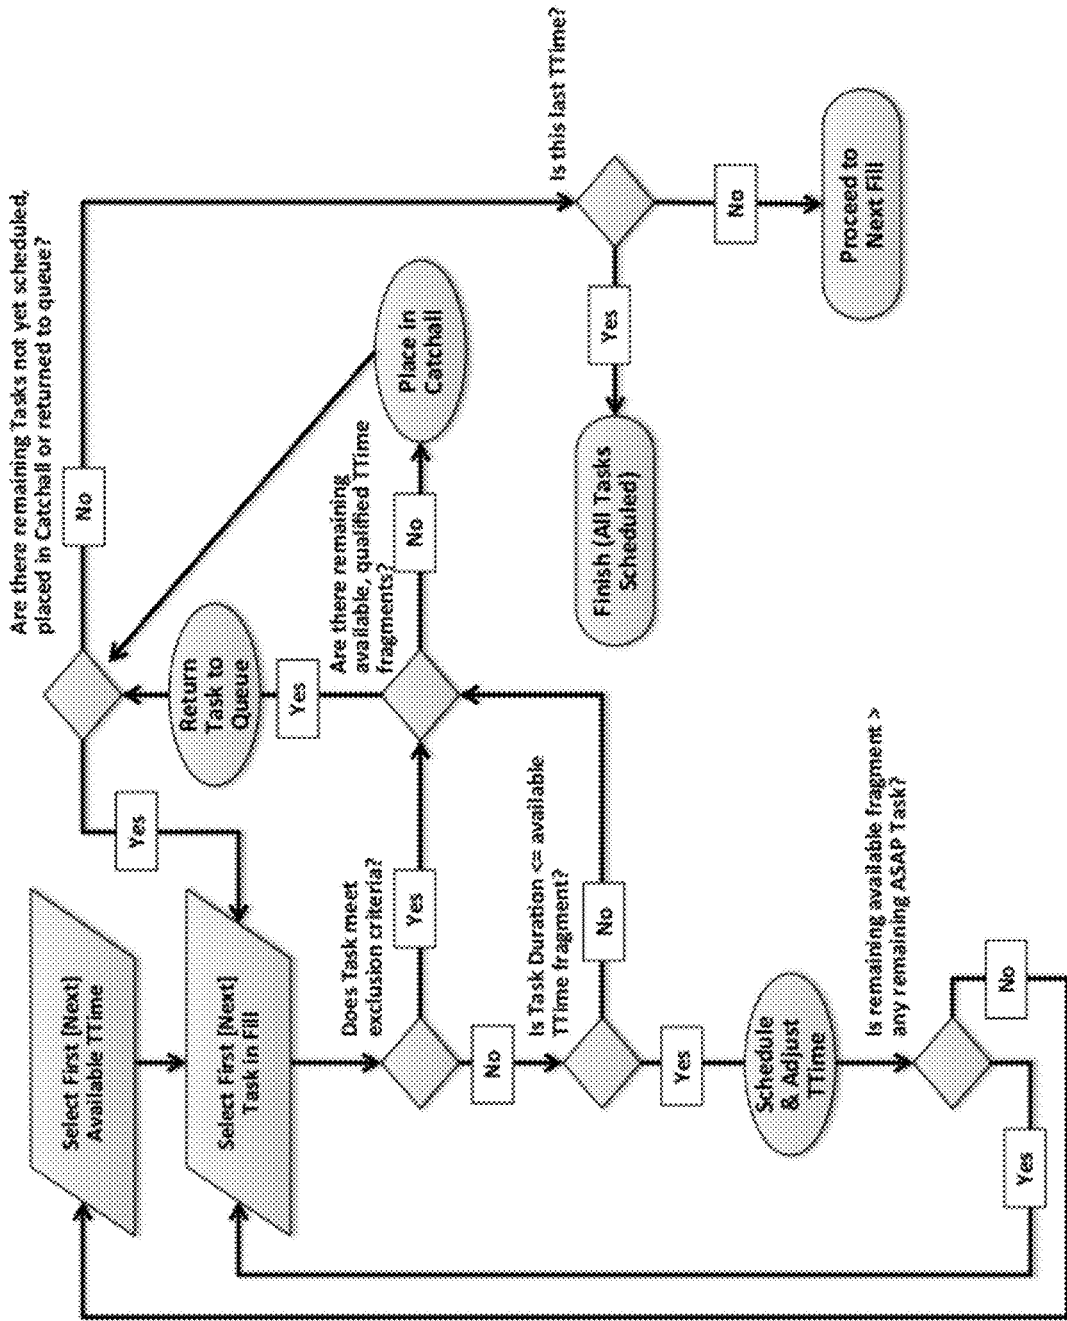 Select First [Next]
Available TTime
Select First [Next]
Task in Fill
Yes
Are there remaining Tasks not yet scheduled,
placed in Catchall or returned to queue?
No
Return
Task to
Queue
Does Task meet
exclusion criteria?
Yes
Yes
Are there remaining
available, qualified TTime
fragments?
No
Place in
Catchall
No
Is Task Duration <= available
TTime fragment?
No
Yes
Schedule
& Adjust
TTime
Is remaining available fragment >
any remaining ASAP Task?
Yes
No
Is this last TTime?
Yes
Finish (All Tasks
Scheduled)
No
Proceed to
Next Fill